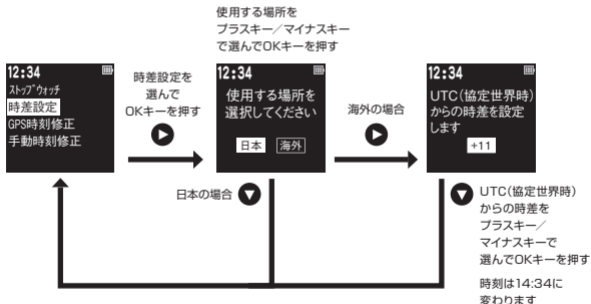 使用する場所を
プラスキー／マイナスキー
で選んでOKキーを押す
12:34
ストップウォッチ
時差設定
GPS時刻修正
手動時刻修正
時差設定を
選んで
OKキーを押す
12:34
使用する場所を
選択してください
日本 海外
海外の場合
12:34
UTC(協定世界時)
からの時差を設定
します
+11
日本の場合
UTC(協定世界時)
からの時差を
プラスキー／
マイナスキーで
選んでOKキーを押す
時刻は14:34に
変わります